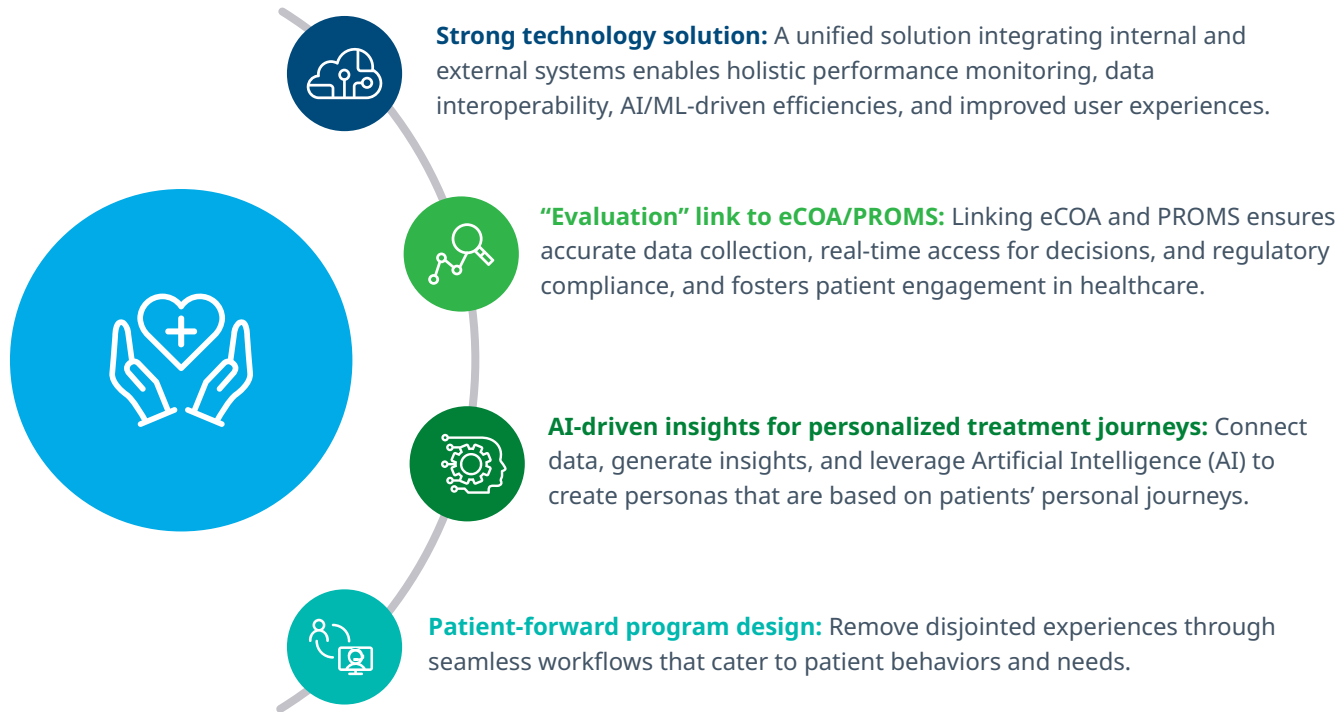 Strong technology solution: A unified solution integrating internal and
external systems enables holistic performance monitoring, data
interoperability, AI/ML-driven efficiencies, and improved user experiences.
“Evaluation” link to eCOA/PROMS: Linking eCOA and PROMS ensures
accurate data collection, real-time access for decisions, and regulatory
compliance, and fosters patient engagement in healthcare.
AI-driven insights for personalized treatment journeys: Connect
data, generate insights, and leverage Artificial Intelligence (AI) to
create personas that are based on patients’ personal journeys.
Patient-forward program design: Remove disjointed experiences through
seamless workflows that cater to patient behaviors and needs.